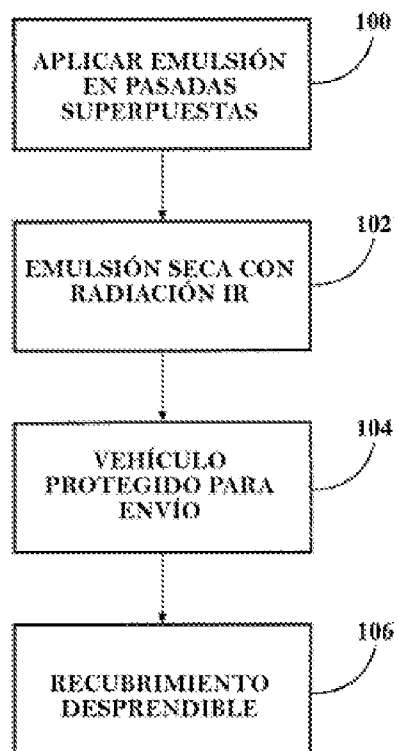 100
APLICAR EMULSIÓN
EN PASADAS
SUPERPUESTAS
102
EMULSIÓN SECA CON
RADIACIÓN IR
104
VEHÍCULO
PROTEGIDO PARA
ENVÍO
106
RECUBRIMIENTO
DESPRENDIBLE